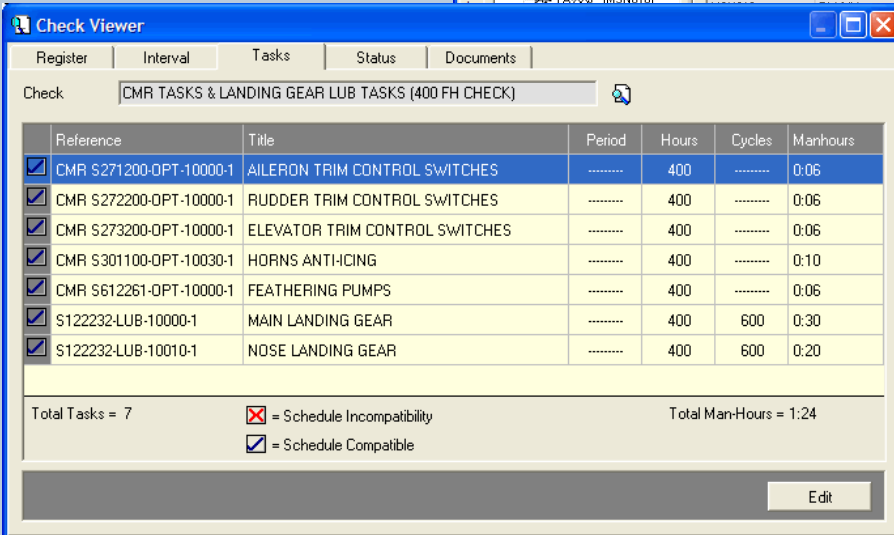 Check Viewer
Register Interval Tasks Status Documents
Check CMR TASKS & LANDING GEAR LUB TASKS (400 FH CHECK)
Reference Title Period Hours Cycles Manhours
CMR S271200-OPT-10000-1 AILERON TRIM CONTROL SWITCHES -------- 400 -------- 0:06
CMR S272200-OPT-10000-1 RUDDER TRIM CONTROL SWITCHES -------- 400 -------- 0:06
CMR S273200-OPT-10000-1 ELEVATOR TRIM CONTROL SWITCHES -------- 400 -------- 0:06
CMR S301100-OPT-10030-1 HORNS ANTI-ICING -------- 400 -------- 0:10
CMR S612261-OPT-10000-1 FEATHERING PUMPS -------- 400 -------- 0:06
S122232-LUB-10000-1 MAIN LANDING GEAR -------- 400 600 0:30
S122232-LUB-10010-1 NOSE LANDING GEAR -------- 400 600 0:20
Total Tasks = 7 = Schedule Incompatibility Total Man-Hours = 1:24
= Schedule Compatible
Edit